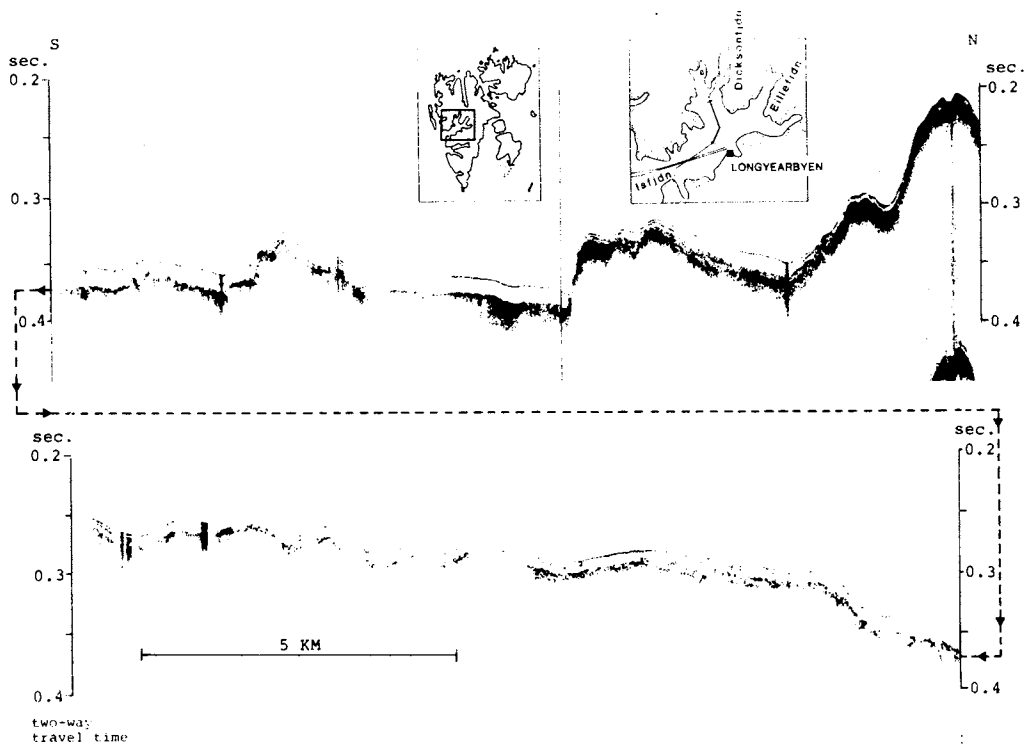 S
N
sec.
sec.
0.2
0.2
0.3
0.3
0.4
0.4
Dicksonfjdn
Isfjdn
LONGYEARBYEN
sec.
sec.
0.2
0.2
0.3
0.3
0.4
0.4
5 KM
two-way
travel time